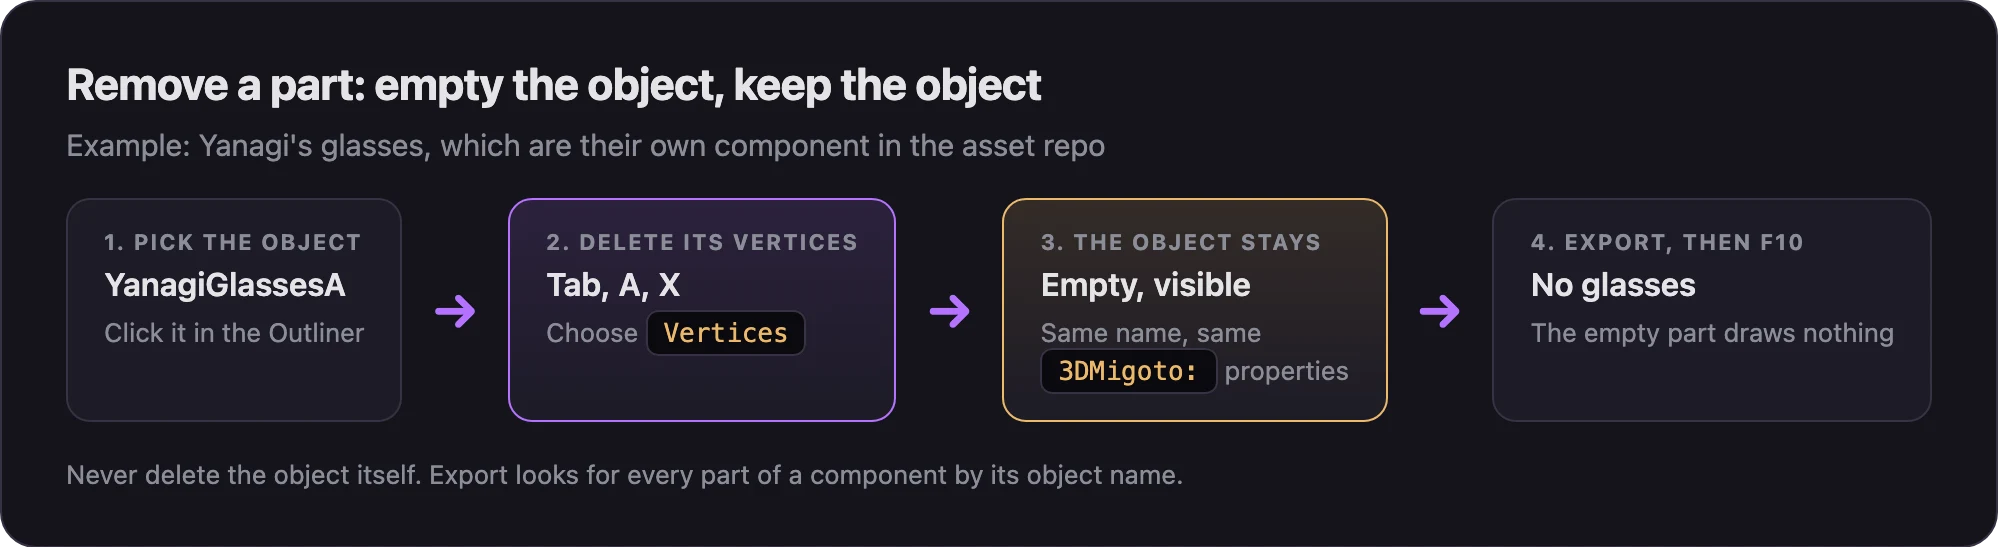 Remove a part: empty the object, keep the object
Example: Yanagi's glasses, which are their own component in the asset repo
1. PICK THE OBJECT
YanagiGlassesA
Click it in the Outliner
2. DELETE ITS VERTICES
Tab, A, X
Choose Vertices
3. THE OBJECT STAYS
Empty, visible
Same name, same
3DMigoto: properties
4. EXPORT, THEN F10
No glasses
The empty part draws nothing
Never delete the object itself. Export looks for every part of a component by its object name.